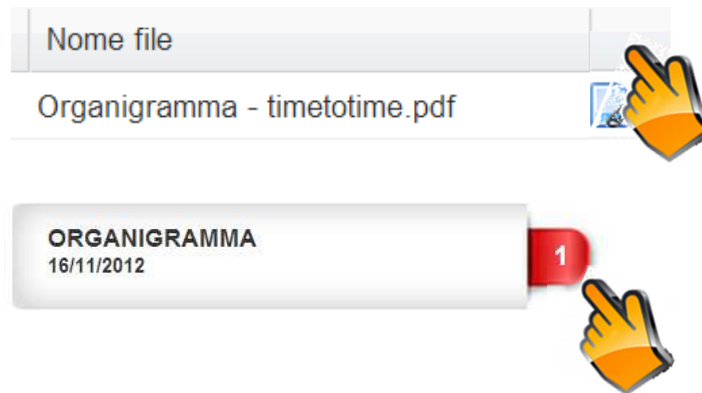 Nome file
Organigramma - timetotime.pdf
ORGANIGRAMMA
1
16/11/2012